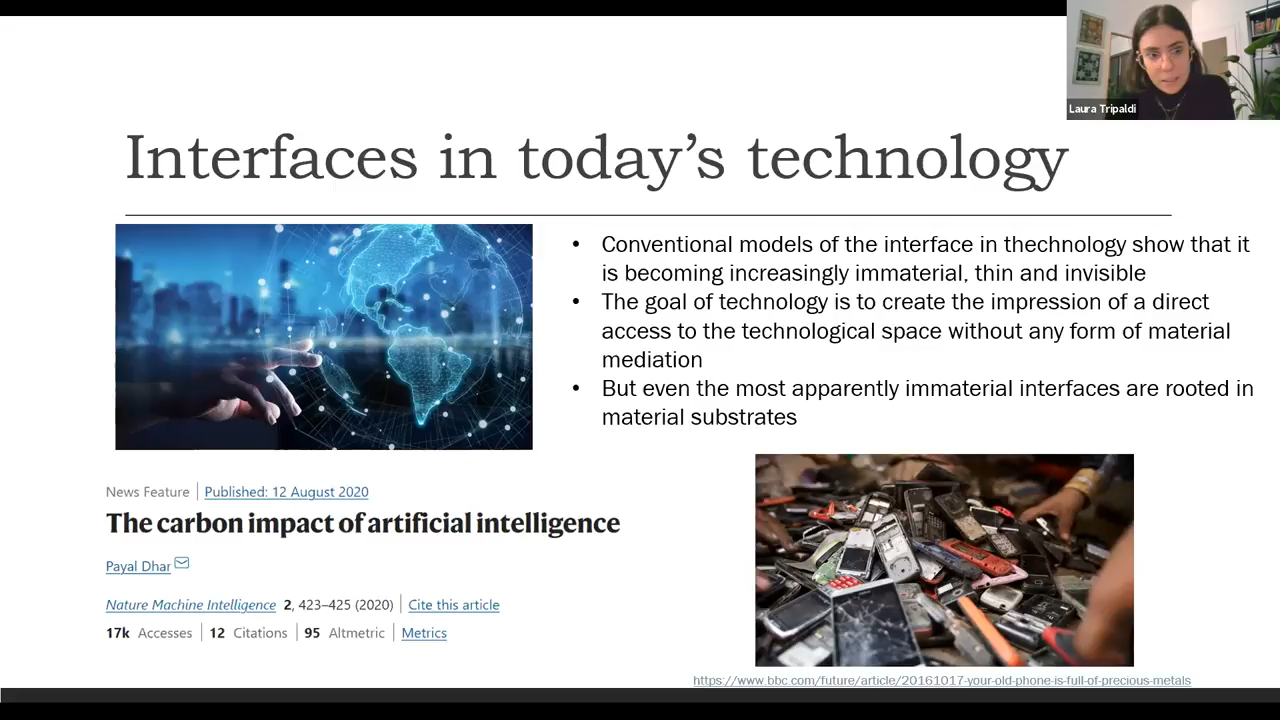 Laura Tripaldi
Interfaces in today's technology
• Conventional models of the interface in thechnology show that it
is becoming increasingly immaterial, thin and invisible
• The goal of technology is to create the impression of a direct
access to the technological space without any form of material
mediation
• But even the most apparently immaterial interfaces are rooted in
material substrates
News Feature | Published: 12 August 2020
The carbon impact of artificial intelligence
Payal Dhar
Nature Machine Intelligence 2, 423–425 (2020) | Cite this article
17k Accesses | 12 Citations | 95 Altmetric | Metrics
https://www.bbc.com/future/article/20161017-your-old-phone-is-full-of-precious-metals